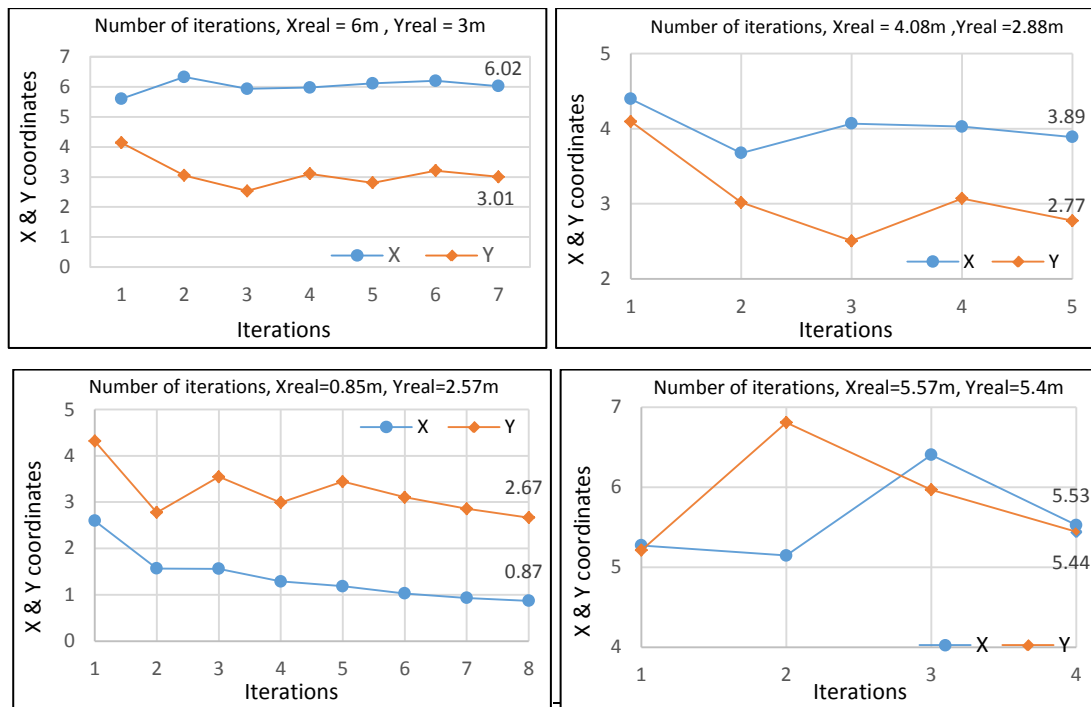 Number of iterations, Xreal = 6m , Yreal = 3m
7
6
5
4
3
2
1
0
X & Y coordinates
6.02
3.01
X Y
1 2 3 4 5 6 7
Iterations
Number of iterations, Xreal = 4.08m ,Yreal =2.88m
5
4
3
2
X & Y coordinates
3.89
2.77
X Y
1 2 3 4 5
Iterations
Number of iterations, Xreal=0.85m, Yreal=2.57m
5
4
3
2
1
0
X & Y coordinates
X Y
2.67
0.87
1 2 3 4 5 6 7 8
Iterations
Number of iterations, Xreal=5.57m, Yreal=5.4m
7
6
5
4
X & Y coordinates
5.53
5.44
X Y
1 2 3 4
Iterations